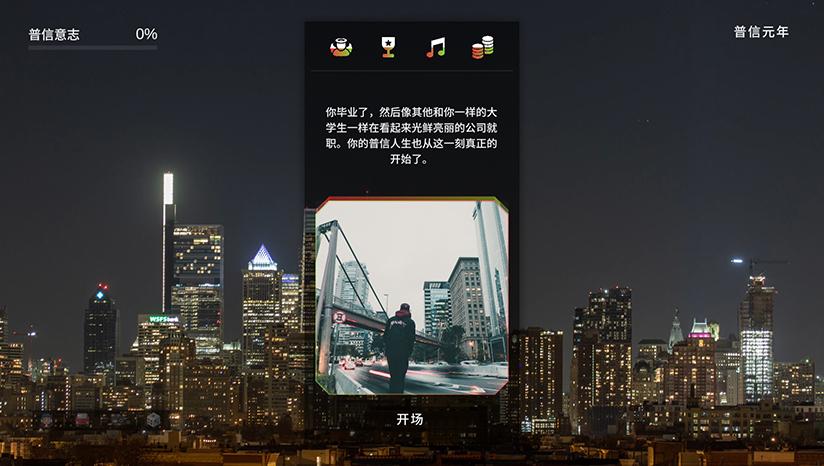 普信意志 0%
普信元年
你毕业了，然后像其他和你一样的大
学生一样在看起来光鲜亮丽的公司就
职。你的普信人生也从这一刻真正的
开始了。
WSFS
开场